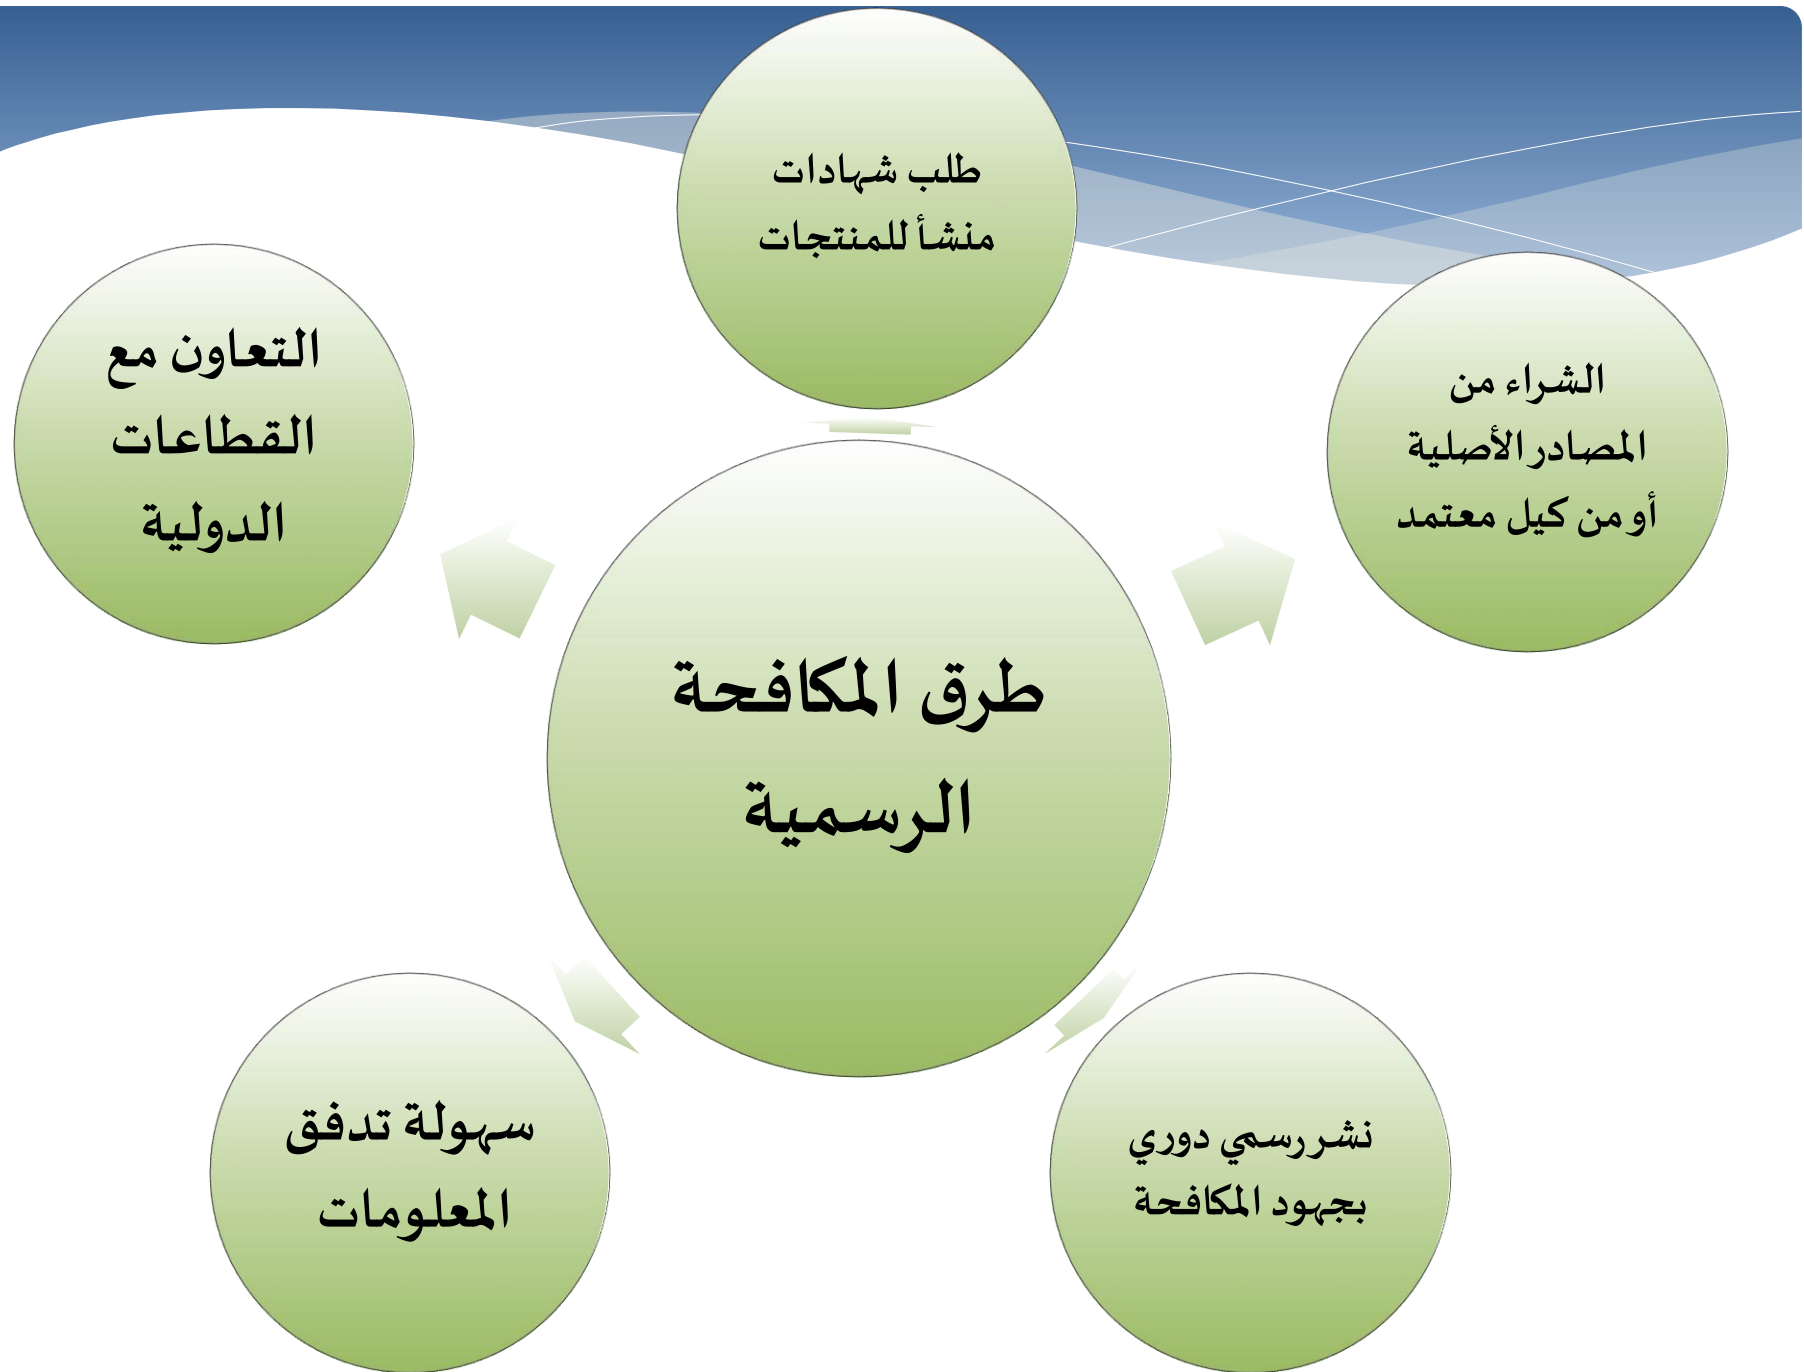 طلب شهادات
منشأ للمنتجات
الشراء من
المصادر الأصلية
أو من كيل معتمد
التعاون مع
القطاعات
الدولية
طرق المكافحة
الرسمية
نشر رسمي دوري
بجهود المكافحة
سهولة تدفق
المعلومات